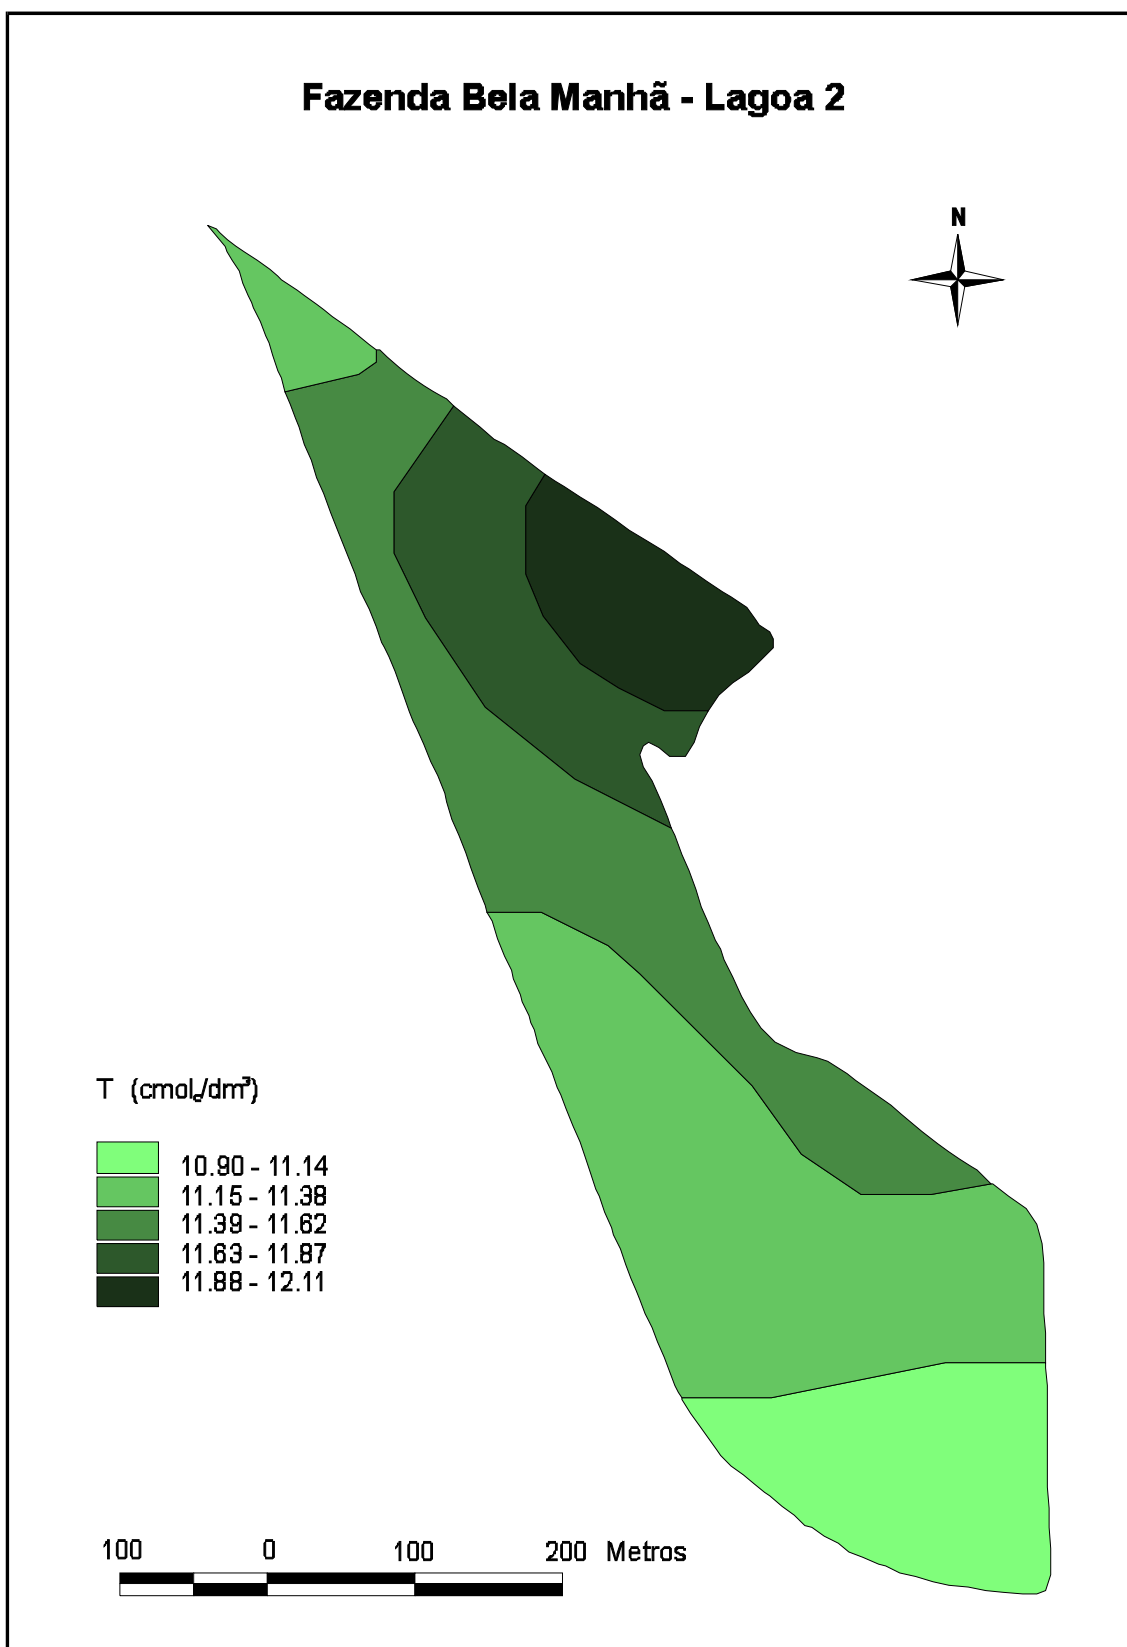 Fazenda Bela Manhã - Lagoa 2
N
T (cmolc/dm³)
10.90 - 11.14
11.15 - 11.38
11.39 - 11.62
11.63 - 11.87
11.88 - 12.11
100 0 100 200 Metros